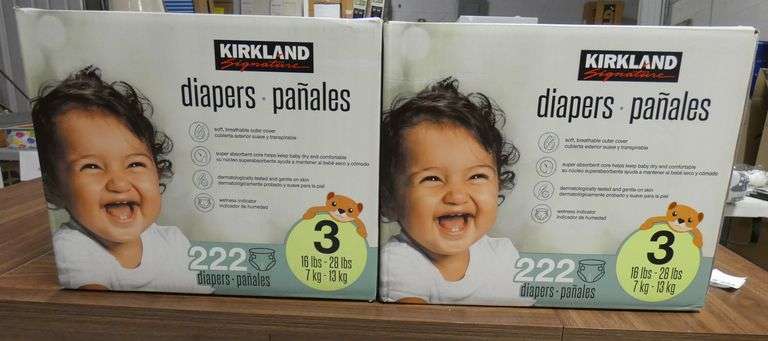 KIRKLAND
Signature
diapers · pañales
soft, breathable outer cover
cubierta exterior suave y transpirable
super absorbent core helps keep baby dry and comfortable
su núcleo superabsorbente ayuda a mantener al bebé seco y cómodo
dermatologically tested and gentle on skin
dermatológicamente probado y suave para la piel
wetness indicator
indicador de humedad
222
diapers · pañales
3
16 lbs - 28 lbs
7 kg - 13 kg
KIRKLAND
Signature
diapers · pañales
soft, breathable outer cover
cubierta exterior suave y transpirable
super absorbent core helps keep baby dry and comfortable
su núcleo superabsorbente ayuda a mantener al bebé seco y cómodo
dermatologically tested and gentle on skin
dermatológicamente probado y suave para la piel
wetness indicator
indicador de humedad
222
diapers · pañales
3
16 lbs - 28 lbs
7 kg - 13 kg